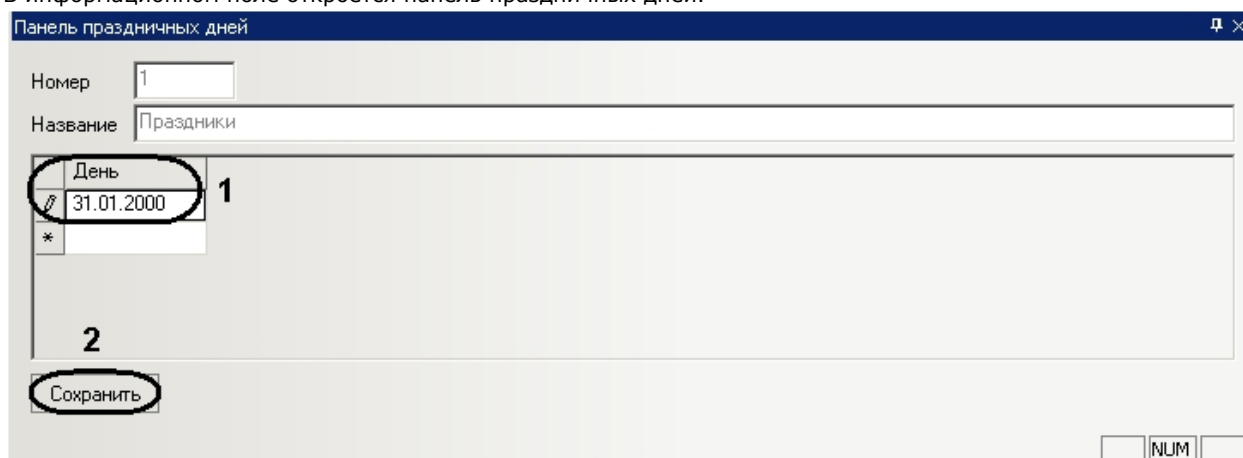 В информационном поле откроется панель праздничных дней.
Панель праздничных дней
Номер 1
Название Праздники
День
1
31.01.2000
*
2
Сохранить
NUM